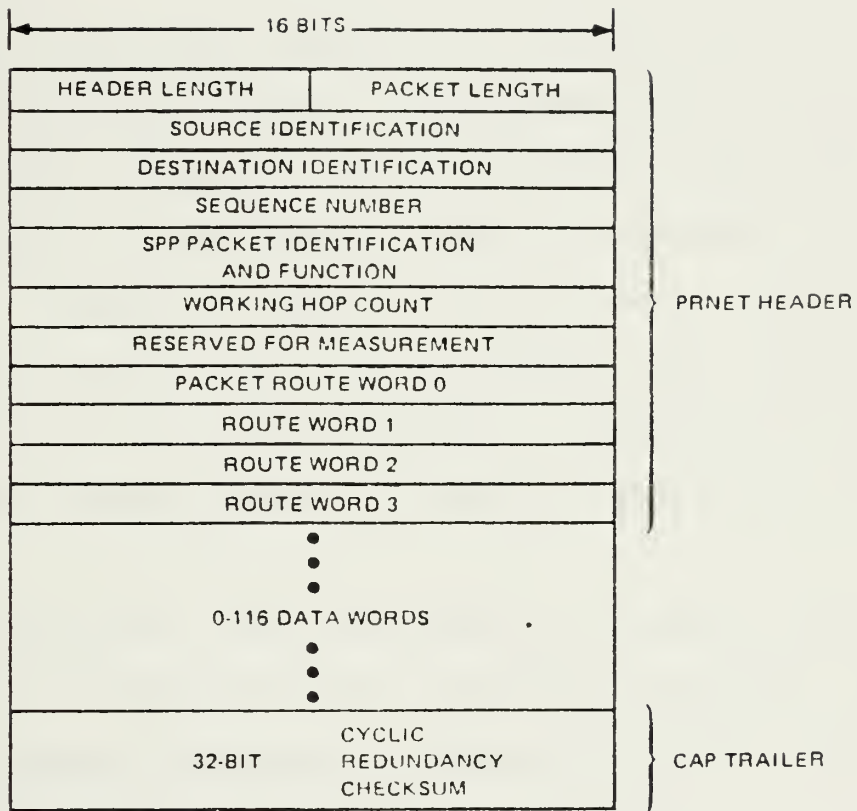 16 BITS
HEADER LENGTH PACKET LENGTH
SOURCE IDENTIFICATION
DESTINATION IDENTIFICATION
SEQUENCE NUMBER
SPP PACKET IDENTIFICATION
AND FUNCTION
WORKING HOP COUNT
RESERVED FOR MEASUREMENT
PACKET ROUTE WORD 0
ROUTE WORD 1
ROUTE WORD 2
ROUTE WORD 3
PRNET HEADER
0-116 DATA WORDS
32-BIT
CYCLIC
REDUNDANCY
CHECKSUM
CAP TRAILER